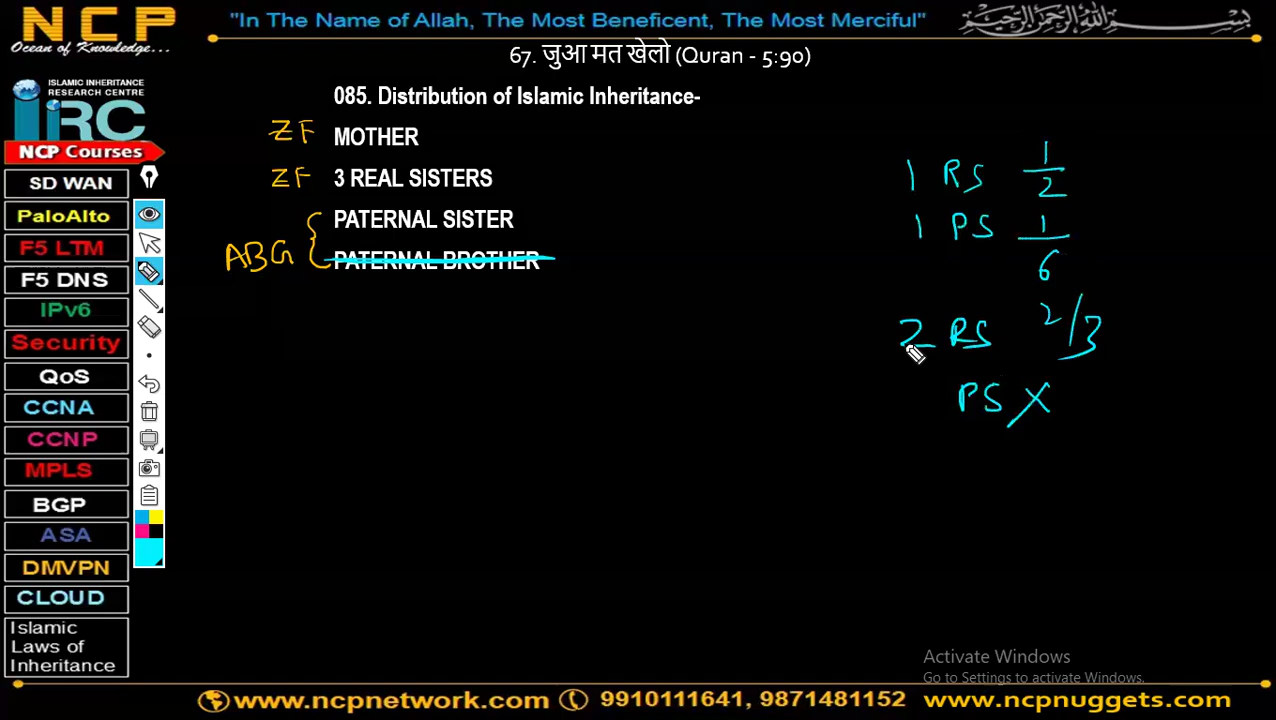 NCP
Ocean of Knowledge...
"In The Name of Allah, The Most Beneficent, The Most Merciful"
67. जुआ मत खेलो (Quran - 5:90)
ISLAMIC INHERITANCE
RESEARCH CENTRE
IRC
NCP Courses
085. Distribution of Islamic Inheritance-
ZF MOTHER
ZF 3 REAL SISTERS
PATERNAL SISTER
ABG { PATERNAL BROTHER
1 RS 1/2
1 PS 1/6
2 RS 2/3
PS X
SD WAN
PaloAlto
F5 LTM
F5 DNS
IPv6
Security
QoS
CCNA
CCNP
MPLS
BGP
ASA
DMVPN
CLOUD
Islamic
Laws of
Inheritance
Activate Windows
Go to Settings to activate Windows.
www.ncpnetwork.com 9910111641, 9871481152 www.ncpnuggets.com